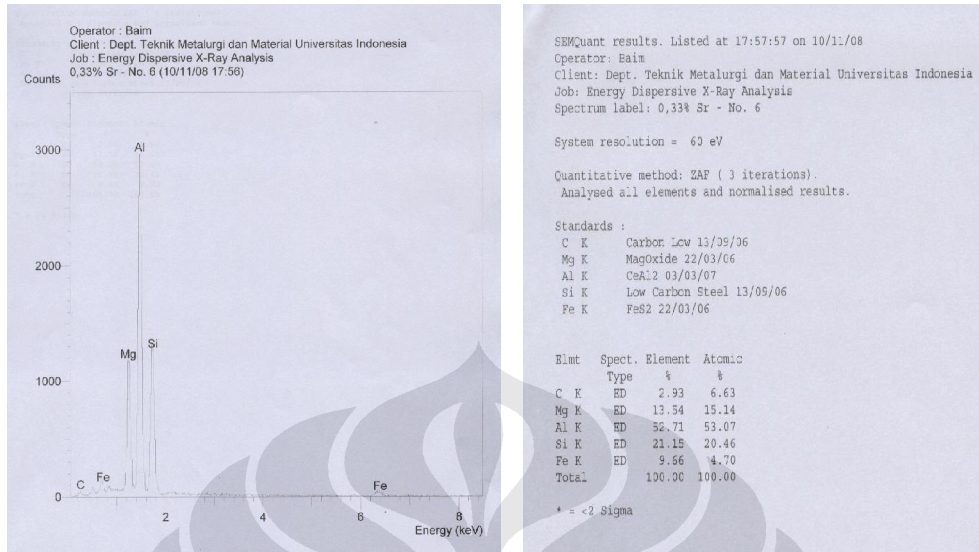 Operator : Baim
Client : Dept. Teknik Metalurgi dan Material Universitas Indonesia
Job : Energy Dispersive X-Ray Analysis
0,33% Sr - No. 6 (10/11/08 17:56)
Counts
3000
2000
1000
0
Al
Mg
Si
C
Fe
Fe
2 4 6 8
Energy (keV)
SEMQuant results. Listed at 17:57:57 on 10/11/08
Operator: Baim
Client: Dept. Teknik Metalurgi dan Material Universitas Indonesia
Job: Energy Dispersive X-Ray Analysis
Spectrum label: 0,33% Sr - No. 6
System resolution = 60 eV
Quantitative method: ZAF ( 3 iterations).
Analysed all elements and normalised results.
Standards :
C K Carbon Low 13/09/06
Mg K MagOxide 22/03/06
Al K CeAl2 03/03/07
Si K Low Carbon Steel 13/09/06
Fe K FeS2 22/03/06
Elmt Spect. Element Atomic
Type % %
C K ED 2.93 6.63
Mg K ED 13.54 15.14
Al K ED 52.71 53.07
Si K ED 21.15 20.46
Fe K ED 9.66 4.70
Total 100.00 100.00
* = <2 Sigma